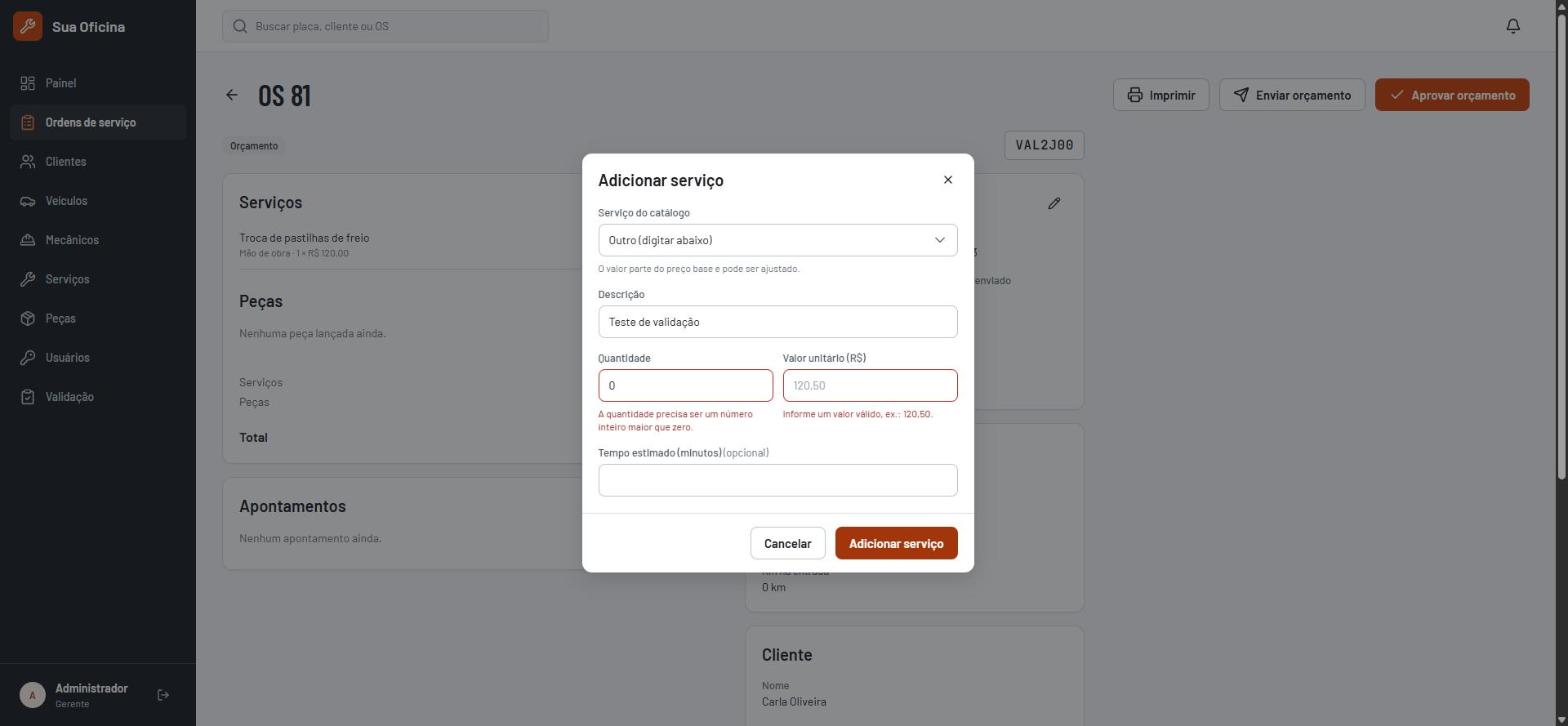 Sua Oficina
Buscar placa, cliente ou OS
Painel
Ordens de serviço
Clientes
Veículos
Mecânicos
Serviços
Peças
Usuários
Validação
Administrador
Gerente
A
OS 81
Imprimir
Enviar orçamento
Aprovar orçamento
Orçamento
VAL2J00
Serviços
Troca de pastilhas de freio
Mão de obra · 1 × R$ 120,00
Peças
Nenhuma peça lançada ainda.
Serviços
Peças
Total
Apontamentos
Nenhum apontamento ainda.
Adicionar serviço
Serviço do catálogo
Outro (digitar abaixo)
O valor parte do preço base e pode ser ajustado.
Descrição
Teste de validação
Quantidade
Valor unitário (R$)
0
120,50
A quantidade precisa ser um número
inteiro maior que zero.
Informe um valor válido, ex.: 120,50.
Tempo estimado (minutos) (opcional)
Cancelar
Adicionar serviço
enviado
0 km
Cliente
Nome
Carla Oliveira